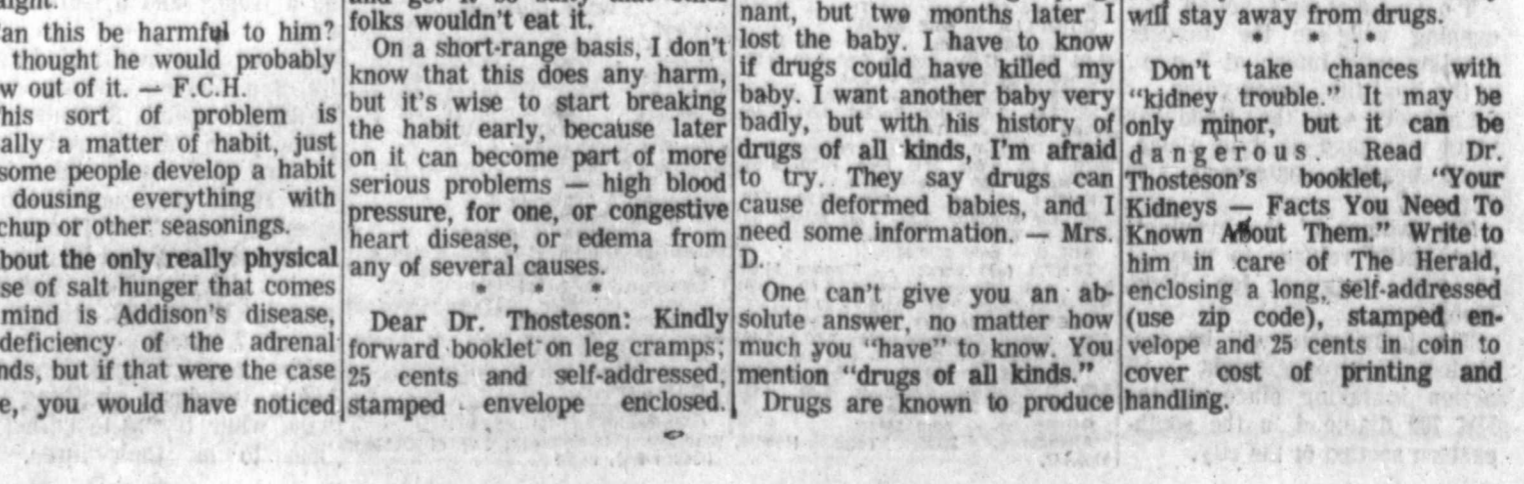 an this be harmful to him?
thought he would probably
w out of it. — F.C.H.
his sort of problem is
ally a matter of habit, just
some people develop a habit
dousing everything with
chup or other seasonings.
bout the only really physical
se of salt hunger that comes
mind is Addison's disease,
deficiency of the adrenal
nds, but if that were the case
e, you would have noticed
folks wouldn't eat it.
On a short-range basis, I don't
know that this does any harm,
but it's wise to start breaking
the habit early, because later
on it can become part of more
serious problems — high blood
pressure, for one, or congestive
heart disease, or edema from
any of several causes.
* * *
Dear Dr. Thosteson: Kindly
forward booklet on leg cramps;
25 cents and self-addressed,
stamped envelope enclosed.
nant, but two months later I
lost the baby. I have to know
if drugs could have killed my
baby. I want another baby very
badly, but with his history of
drugs of all kinds, I'm afraid
to try. They say drugs can
cause deformed babies, and I
need some information. — Mrs.
D.
One can't give you an ab-
solute answer, no matter how
much you "have" to know. You
mention "drugs of all kinds."
Drugs are known to produce
will stay away from drugs.
* * *
Don't take chances with
"kidney trouble." It may be
only minor, but it can be
dangerous. Read Dr.
Thosteson's booklet, "Your
Kidneys — Facts You Need To
Known About Them." Write to
him in care of The Herald,
enclosing a long, self-addressed
(use zip code), stamped en-
velope and 25 cents in coin to
cover cost of printing and
handling.